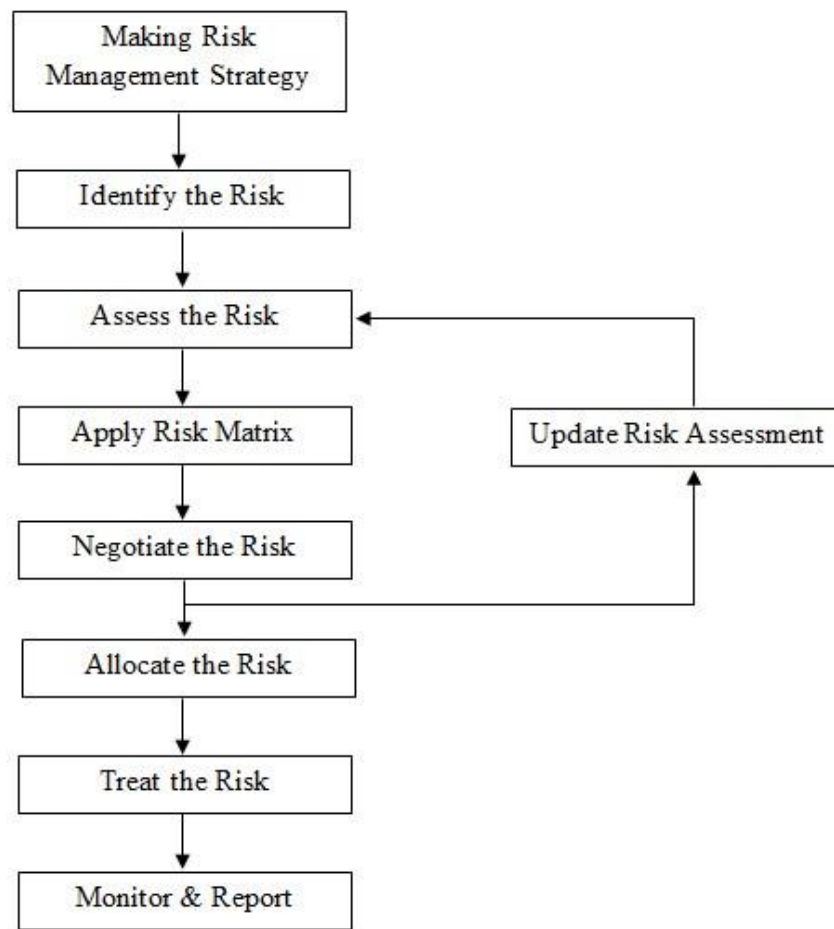 Making Risk
Management Strategy
Identify the Risk
Assess the Risk
Apply Risk Matrix
Update Risk Assessment
Negotiate the Risk
Allocate the Risk
Treat the Risk
Monitor & Report